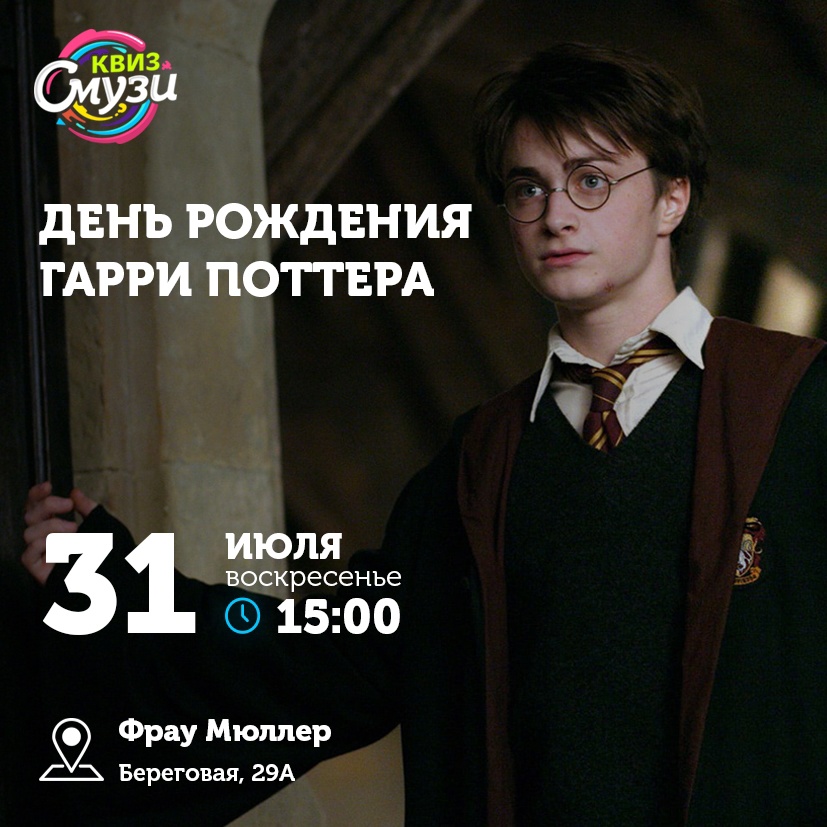 КВИЗ
Смузи
ДЕНЬ РОЖДЕНИЯ
ГАРРИ ПОТТЕРА
31
ИЮЛЯ
воскресенье
15:00
Фрау Мюллер
Береговая, 29А